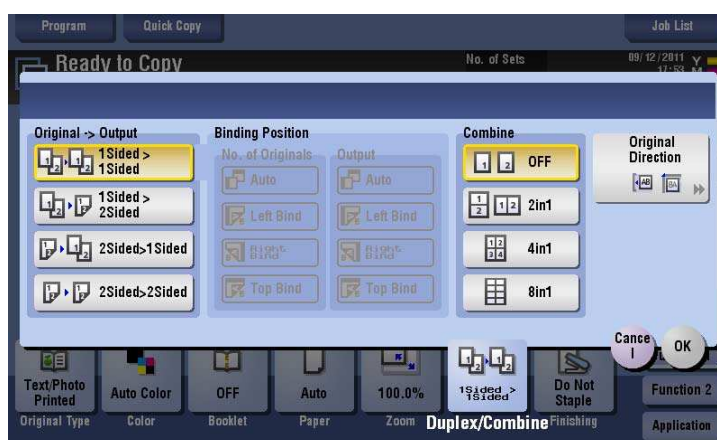 Program
Quick Copy
Job List
Ready to Copy
No. of Sets
09/12/2011
17:53
Y
M
Original -> Output
Binding Position
Combine
No. of Originals
Output
Original
Direction
1Sided >
1Sided
Auto
Auto
OFF
1Sided >
2Sided
Left Bind
Left Bind
2in1
2Sided>1Sided
Right
Bind
Right
Bind
4in1
2Sided>2Sided
Top Bind
Top Bind
8in1
Cance
l
OK
Text/Photo
Printed
Auto Color
OFF
Auto
100.0%
1Sided >
1Sided
Do Not
Staple
Function 2
Original Type
Color
Booklet
Paper
Zoom
Duplex/Combine
Finishing
Application